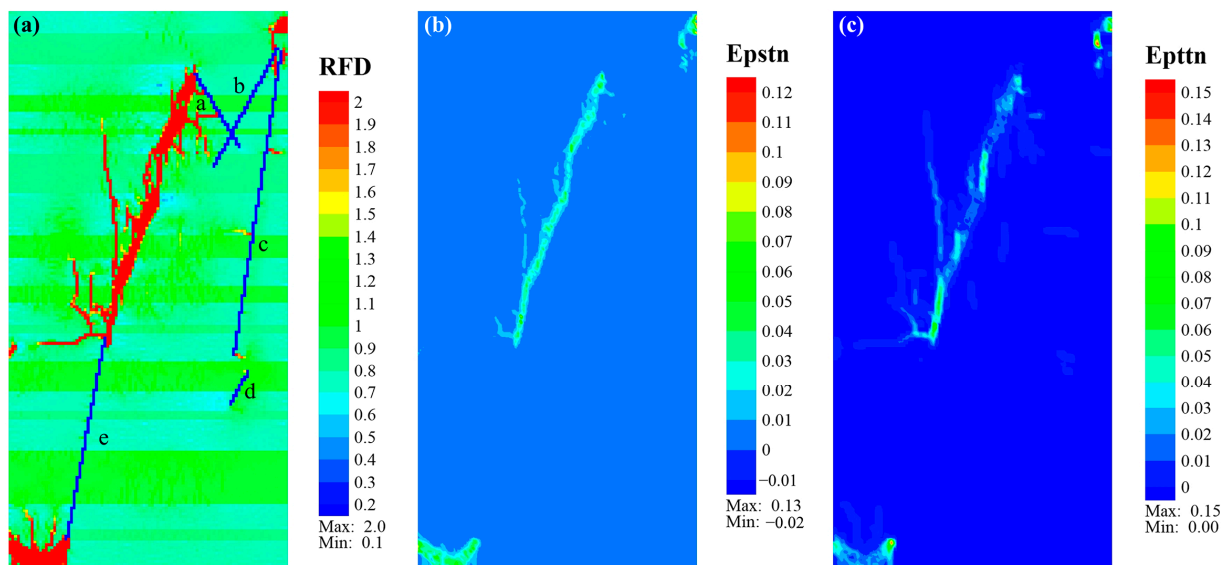 (a)
a
b
c
d
e
RFD
2
1.9
1.8
1.7
1.6
1.5
1.4
1.3
1.2
1.1
1
0.9
0.8
0.7
0.6
0.5
0.4
0.3
0.2
Max: 2.0
Min: 0.1
(b)
Epstn
0.12
0.11
0.1
0.09
0.08
0.07
0.06
0.05
0.04
0.03
0.02
0.01
0
−0.01
Max: 0.13
Min: −0.02
(c)
Epttn
0.15
0.14
0.13
0.12
0.11
0.1
0.09
0.08
0.07
0.06
0.05
0.04
0.03
0.02
0.01
0
Max: 0.15
Min: 0.00